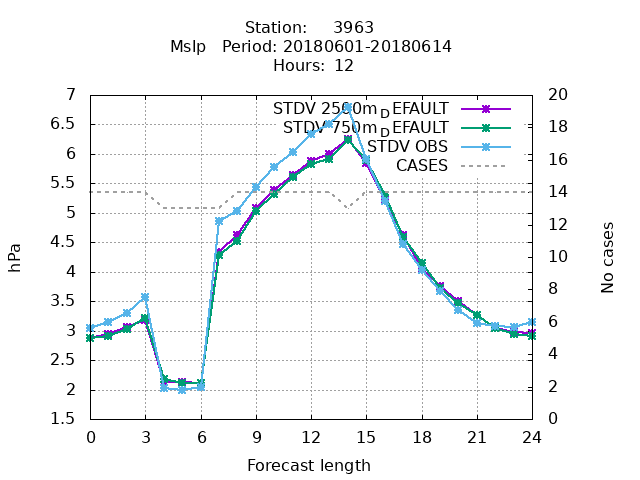 Station:     3963
Mslp   Period: 20180601-20180614
Hours: 12
7
6.5
6
5.5
5
4.5
4
3.5
3
2.5
2
1.5
20
18
16
14
12
10
8
6
4
2
0
STDV 2500mDEFAULT
STDV 750mDEFAULT
STDV OBS
CASES
hPa
No cases
0 3 6 9 12 15 18 21 24
Forecast length